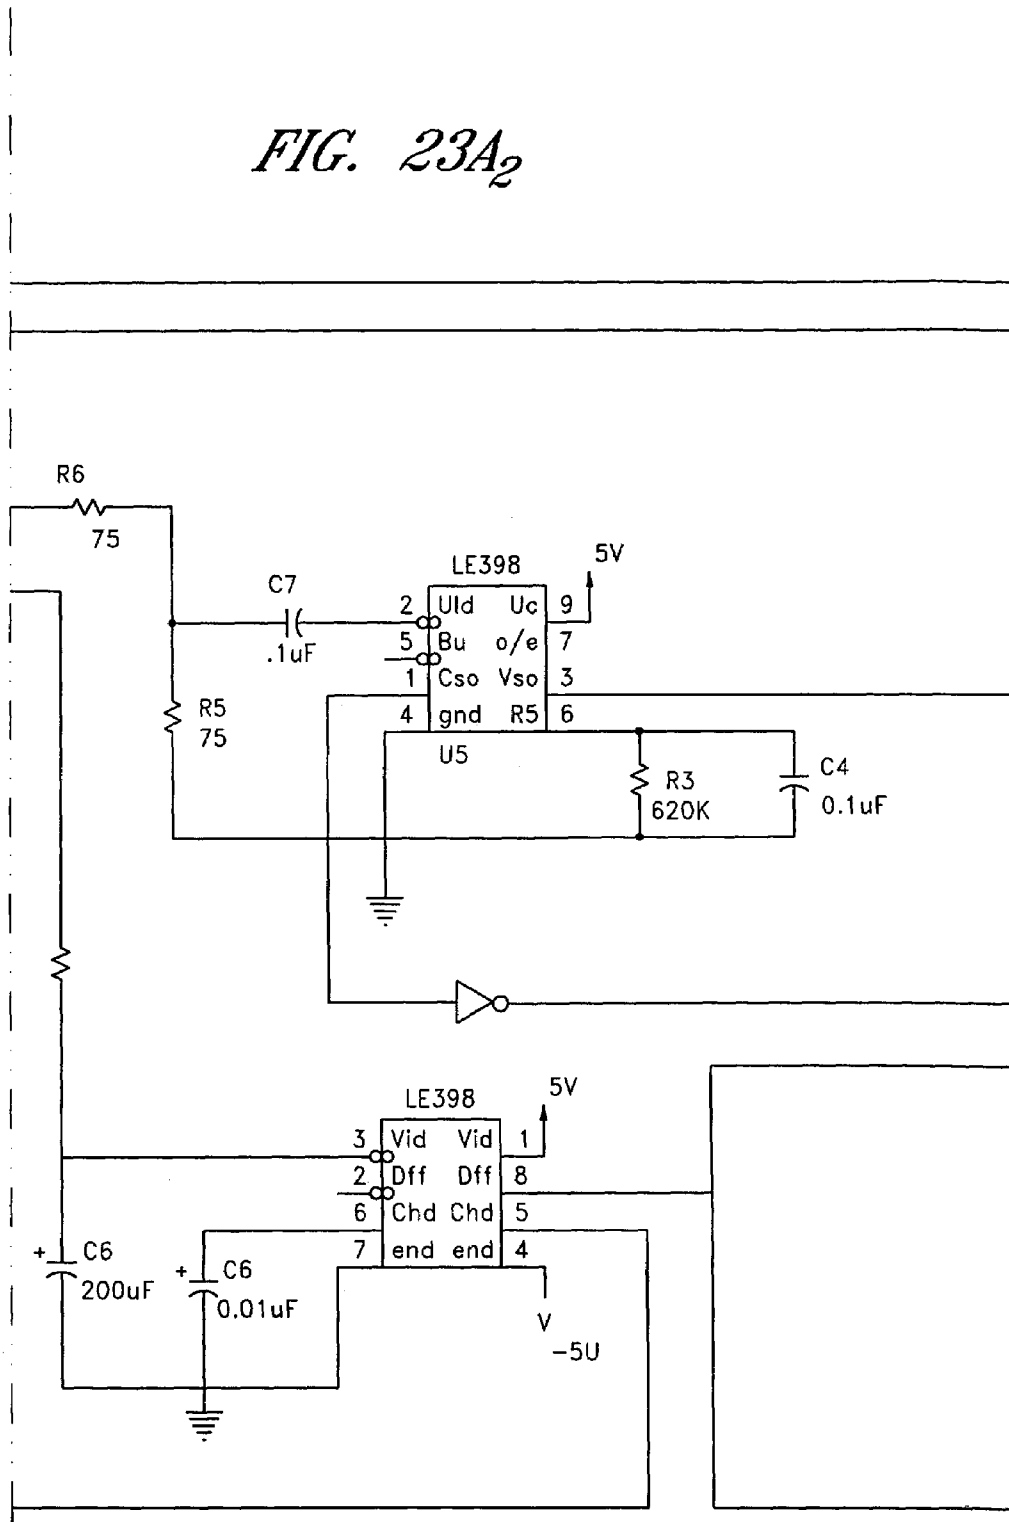 FIG. 23A2
R6
75
C7
.1uF
R5
75
LE398
5V
2 Uld Uc 9
5 Bu o/e 7
1 Cso Vso 3
4 gnd R5 6
U5
R3
620K
C4
0.1uF
LE398
5V
3 Vid Vid 1
2 Dff Dff 8
6 Chd Chd 5
7 end end 4
+ C6
200uF
+ C6
0.01uF
V
-5U